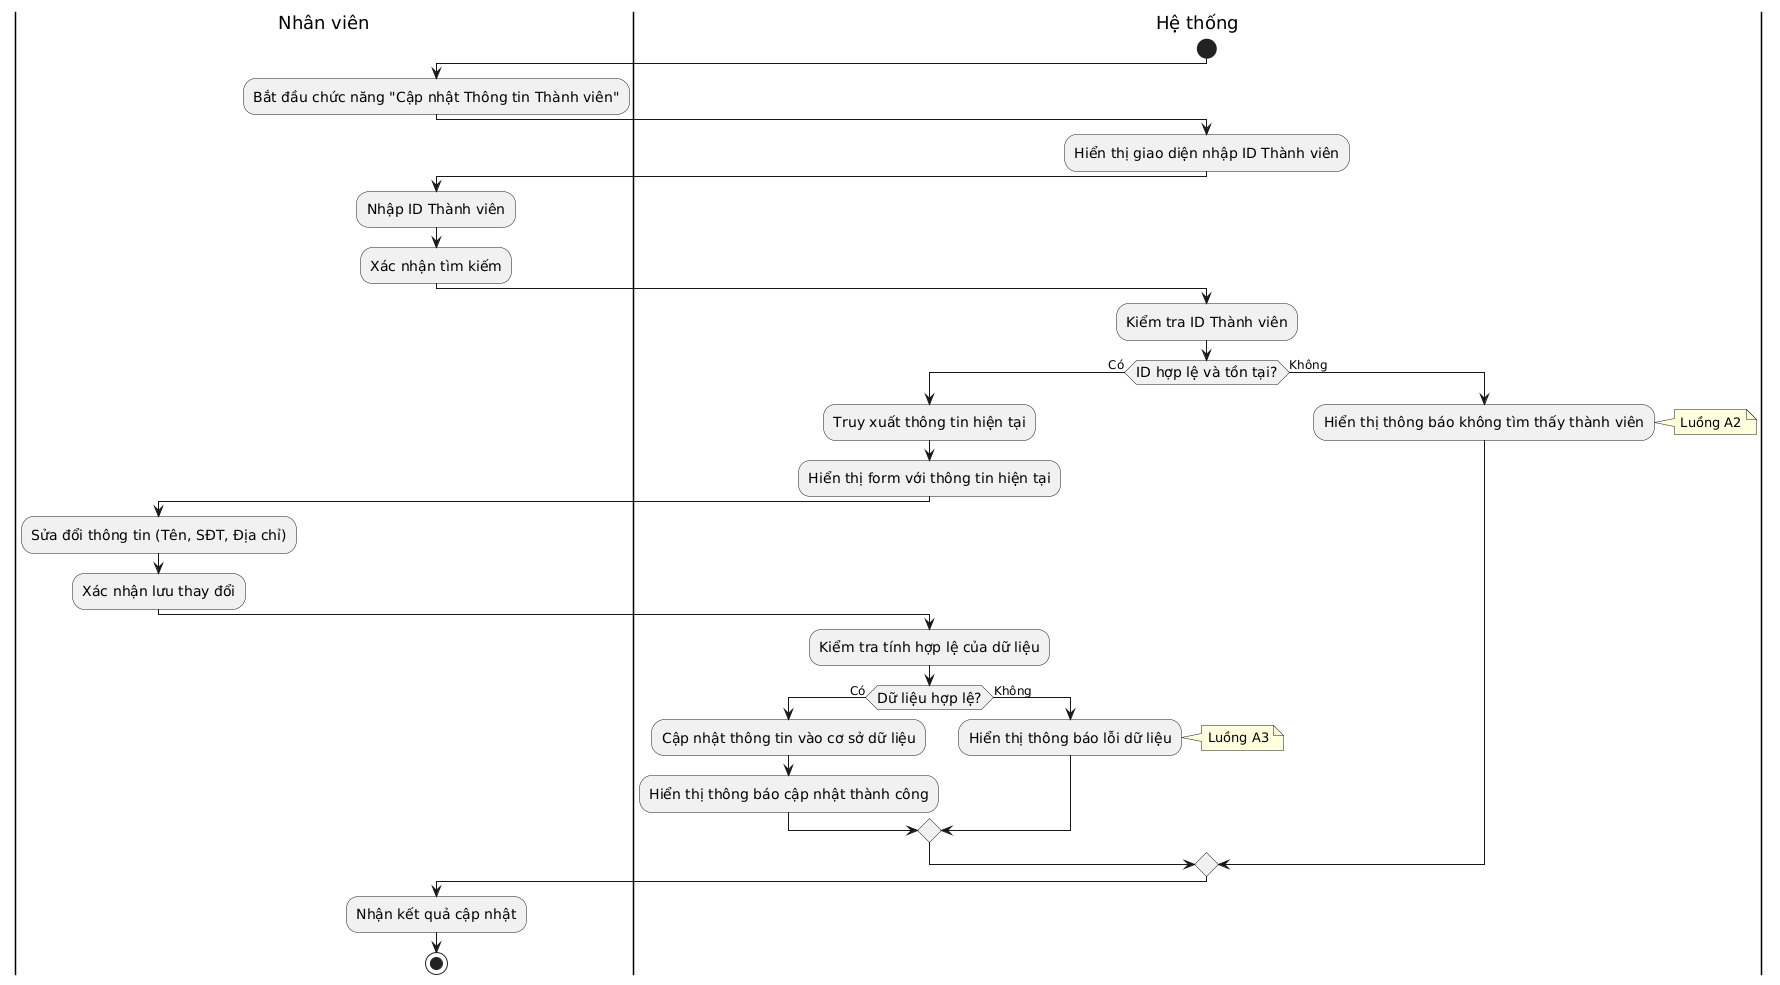 Nhân viên
Hệ thống
Bắt đầu chức năng "Cập nhật Thông tin Thành viên"
Hiển thị giao diện nhập ID Thành viên
Nhập ID Thành viên
Xác nhận tìm kiếm
Kiểm tra ID Thành viên
Có
ID hợp lệ và tồn tại?
Không
Truy xuất thông tin hiện tại
Hiển thị thông báo không tìm thấy thành viên
Luồng A2
Hiển thị form với thông tin hiện tại
Sửa đổi thông tin (Tên, SĐT, Địa chỉ)
Xác nhận lưu thay đổi
Kiểm tra tính hợp lệ của dữ liệu
Có
Dữ liệu hợp lệ?
Không
Cập nhật thông tin vào cơ sở dữ liệu
Hiển thị thông báo lỗi dữ liệu
Luồng A3
Hiển thị thông báo cập nhật thành công
Nhận kết quả cập nhật